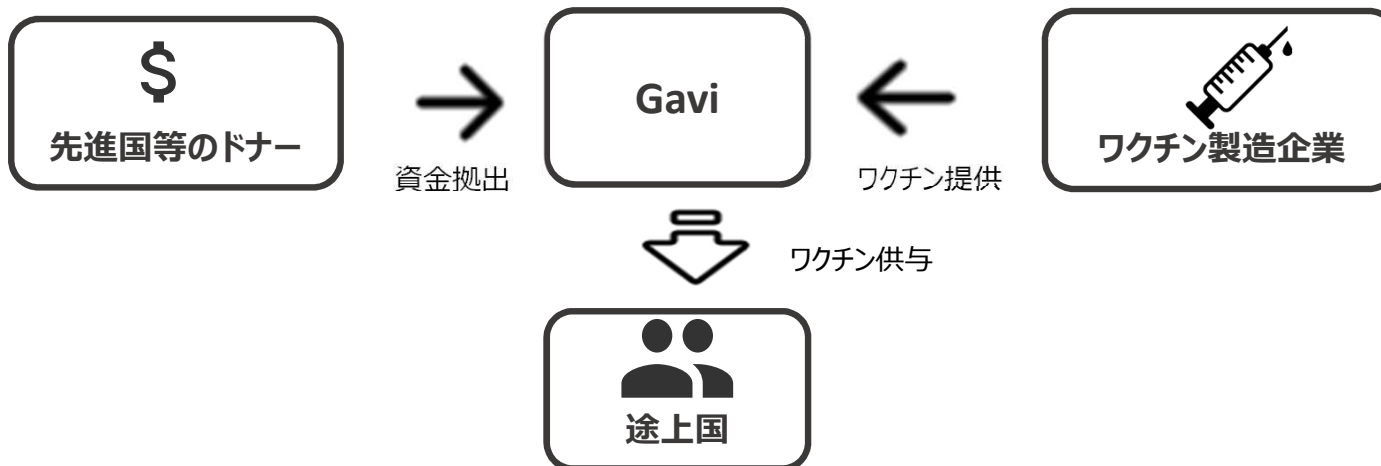 $
先進国等のドナー
資金拠出
Gavi
ワクチン提供
ワクチン製造企業
ワクチン供与
途上国